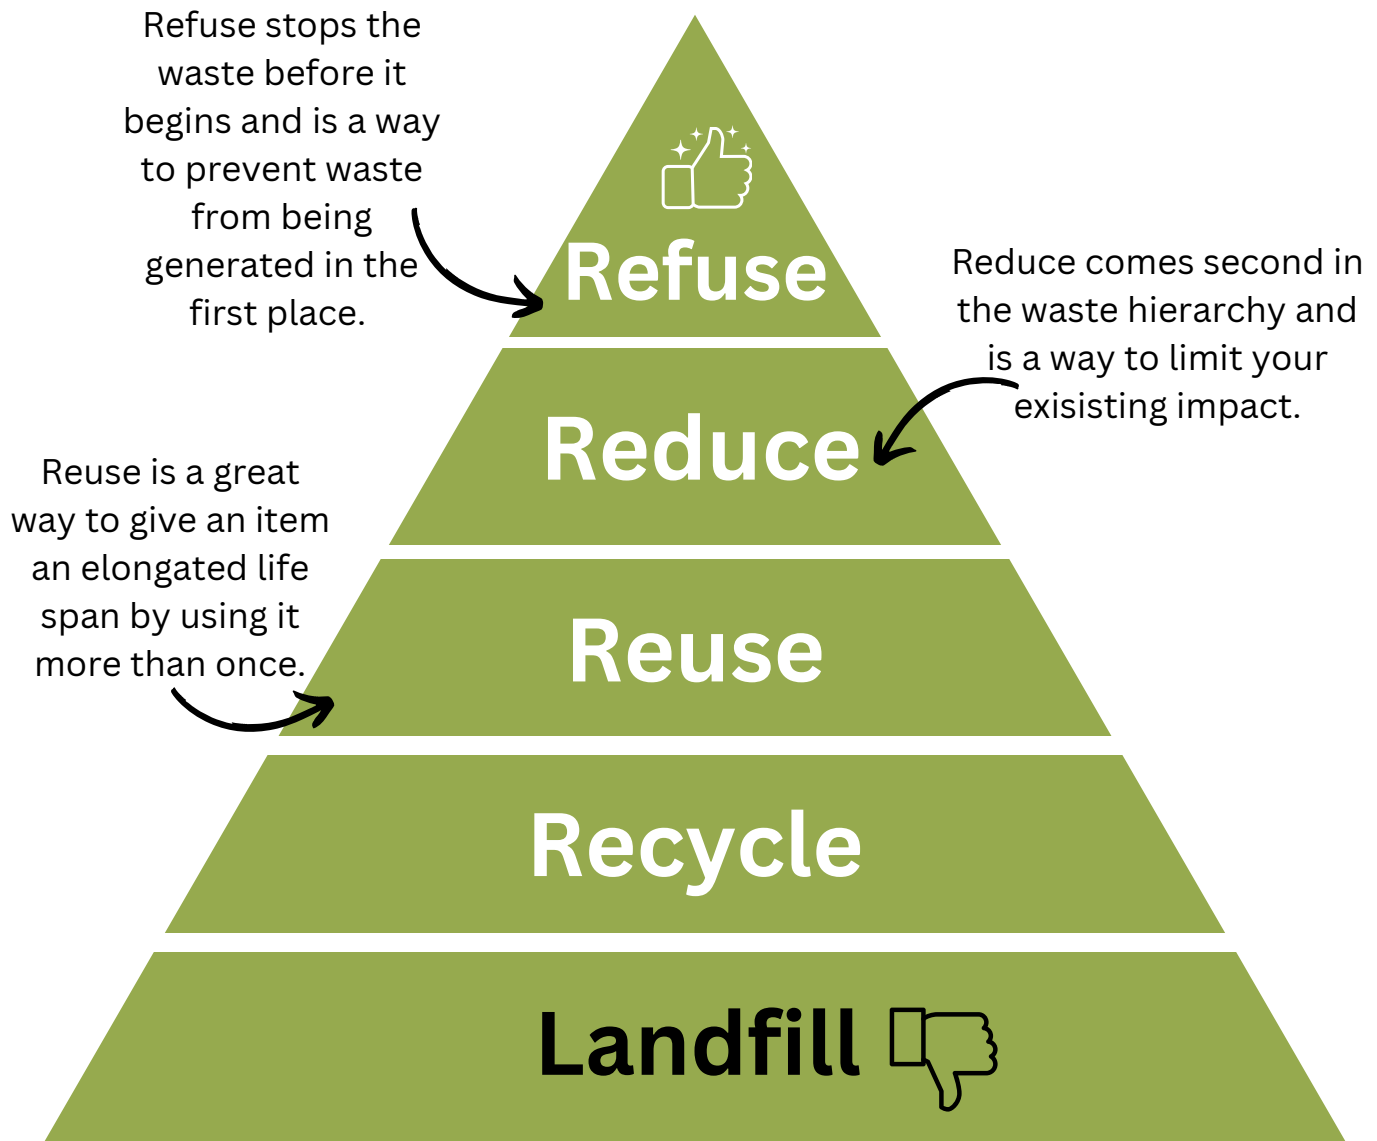 Refuse stops the
waste before it
begins and is a way
to prevent waste
from being
generated in the
first place.
Refuse
Reduce comes second in
the waste hierarchy and
is a way to limit your
exisisting impact.
Reduce
Reuse is a great
way to give an item
an elongated life
span by using it
more than once.
Reuse
Recycle
Landfill